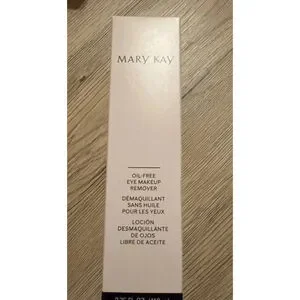 MARY KAY
OIL-FREE
EYE MAKEUP
REMOVER
DÉMAQUILLANT
SANS HUILE
POUR LES YEUX
LOCIÓN
DESMAQUILLANTE
DE OJOS
LIBRE DE ACEITE